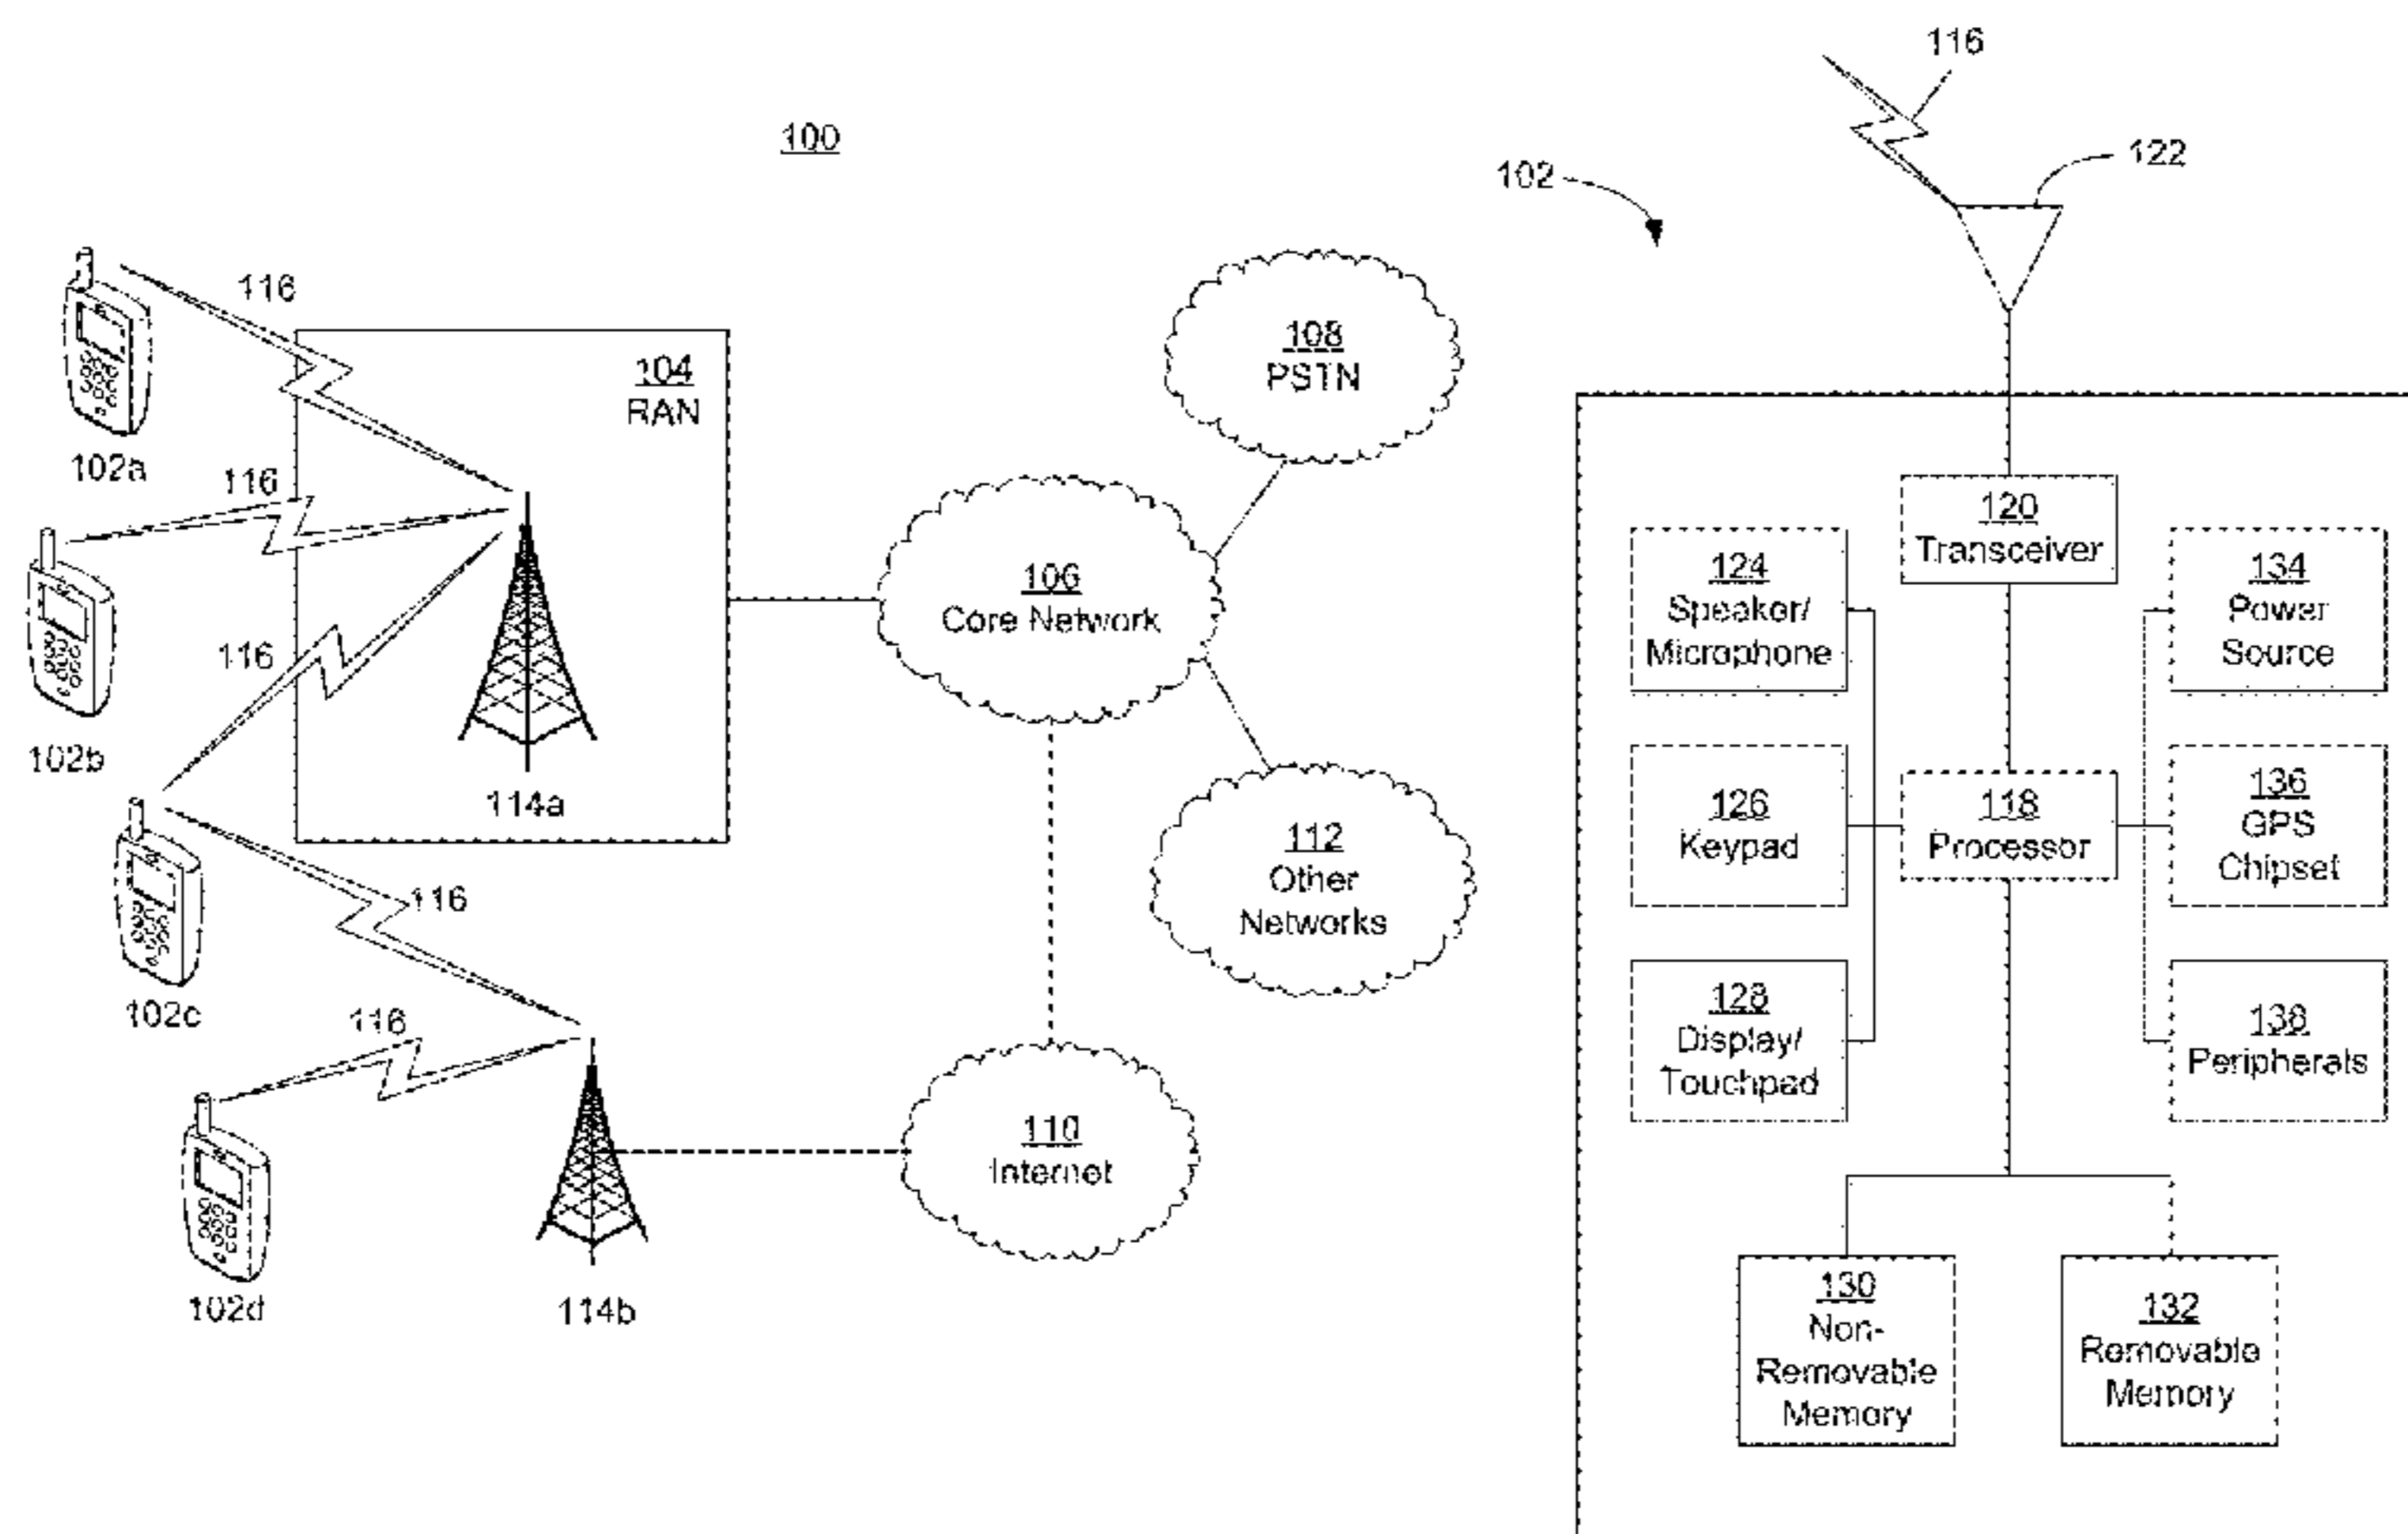 100
116
102
122
116
104
RAN
108
PSTN
102a
116
114a
102b
116
106
Core Network
102c
116
112
Other
Networks
116
102d
114b
110
Internet
120
Transceiver
124
Speaker/
Microphone
134
Power
Source
126
Keypad
118
Processor
136
GPS
Chipset
128
Display/
Touchpad
138
Peripherals
130
Non-
Removable
Memory
132
Removable
Memory